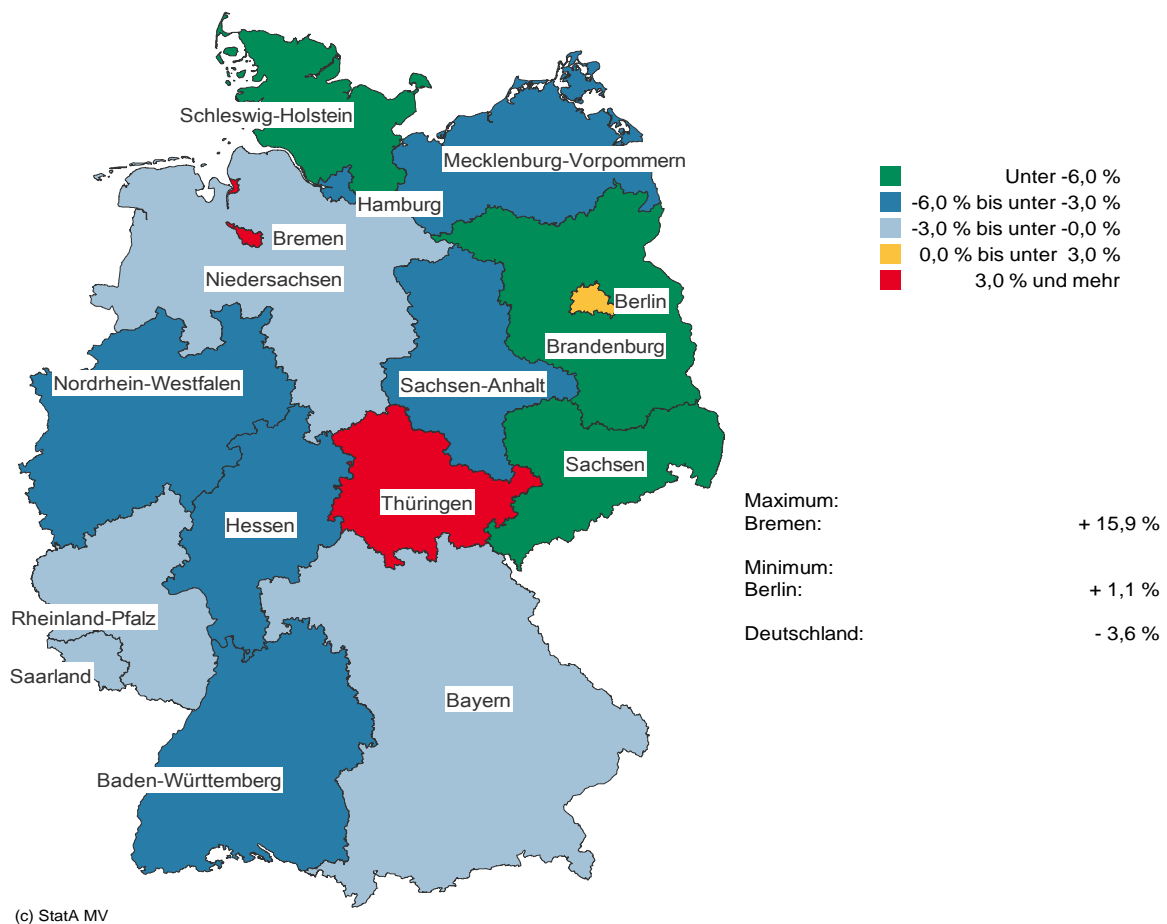 Schleswig-Holstein
Mecklenburg-Vorpommern
Hamburg
Bremen
Niedersachsen
Berlin
Brandenburg
Nordrhein-Westfalen
Sachsen-Anhalt
Sachsen
Thüringen
Hessen
Rheinland-Pfalz
Saarland
Bayern
Baden-Württemberg
Unter -6,0 %
-6,0 % bis unter -3,0 %
-3,0 % bis unter -0,0 %
0,0 % bis unter 3,0 %
3,0 % und mehr
Maximum:
Bremen: + 15,9 %
Minimum:
Berlin: + 1,1 %
Deutschland: - 3,6 %
(c) StatA MV